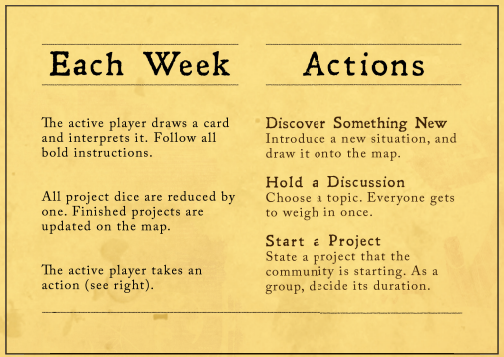 Each Week
The active player draws a card
and interprets it. Follow all
bold instructions.
All project dice are reduced by
one. Finished projects are
updated on the map.
The active player takes an
action (see right).
Actions
Discover Something New
Introduce a new situation, and
draw it onto the map.
Hold a Discussion
Choose a topic. Everyone gets
to weigh in once.
Start a Project
State a project that the
community is starting. As a
group, decide its duration.